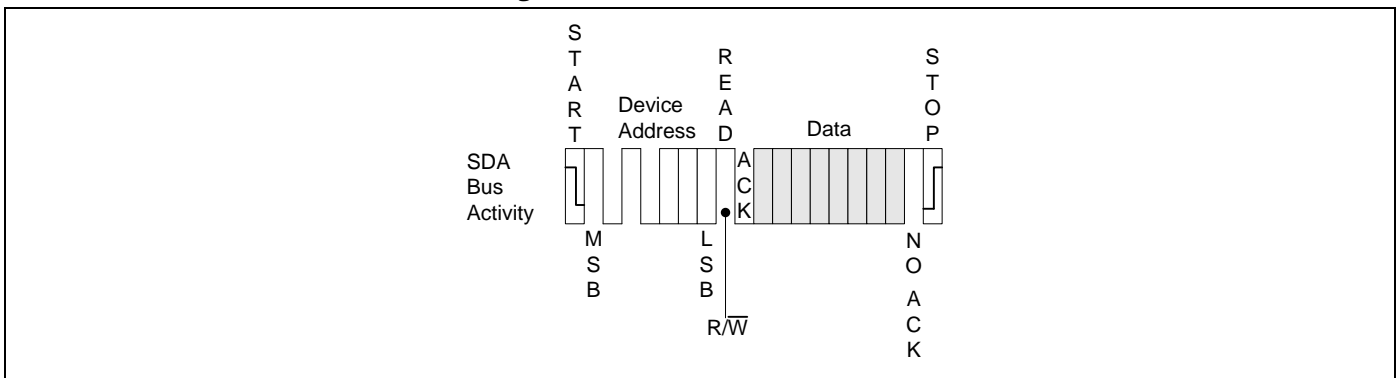 START
READ
STOP
Device
Address
Data
SDA
Bus
Activity
ACK
MSB
LSB
NO ACK
R/W̅